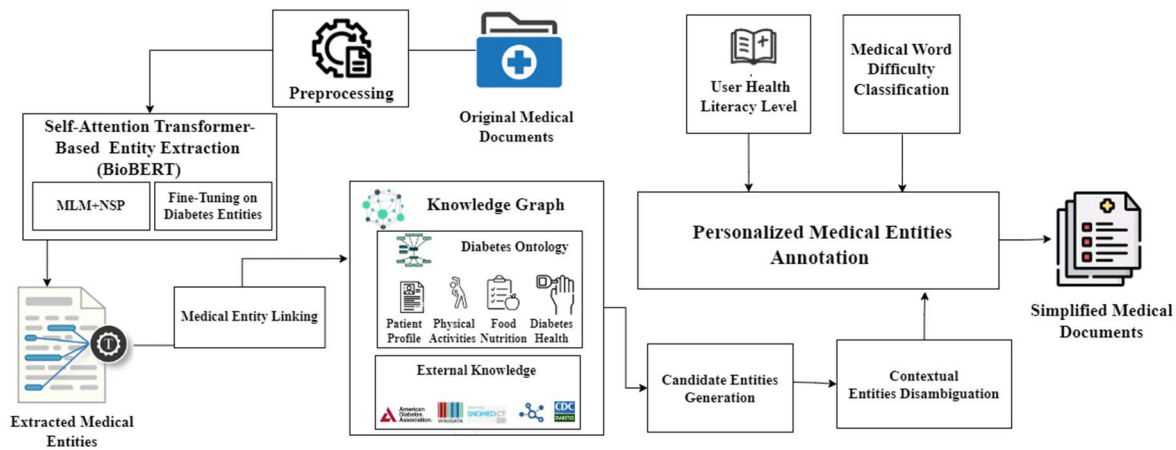 Preprocessing
Original Medical
Documents
Self-Attention Transformer-
Based Entity Extraction
(BioBERT)
MLM+NSP
Fine-Tuning on
Diabetes Entities
Extracted Medical
Entities
T
Medical Entity Linking
Knowledge Graph
Diabetes Ontology
Patient
Profile
Physical
Activities
Food
Nutrition
Diabetes
Health
External Knowledge
American
Diabetes
Association.
WIKIDATA
SNOMED CT
CDC
DIABETES
Candidate Entities
Generation
Contextual
Entities Disambiguation
User Health
Literacy Level
Medical Word
Difficulty
Classification
Personalized Medical Entities
Annotation
Simplified Medical
Documents